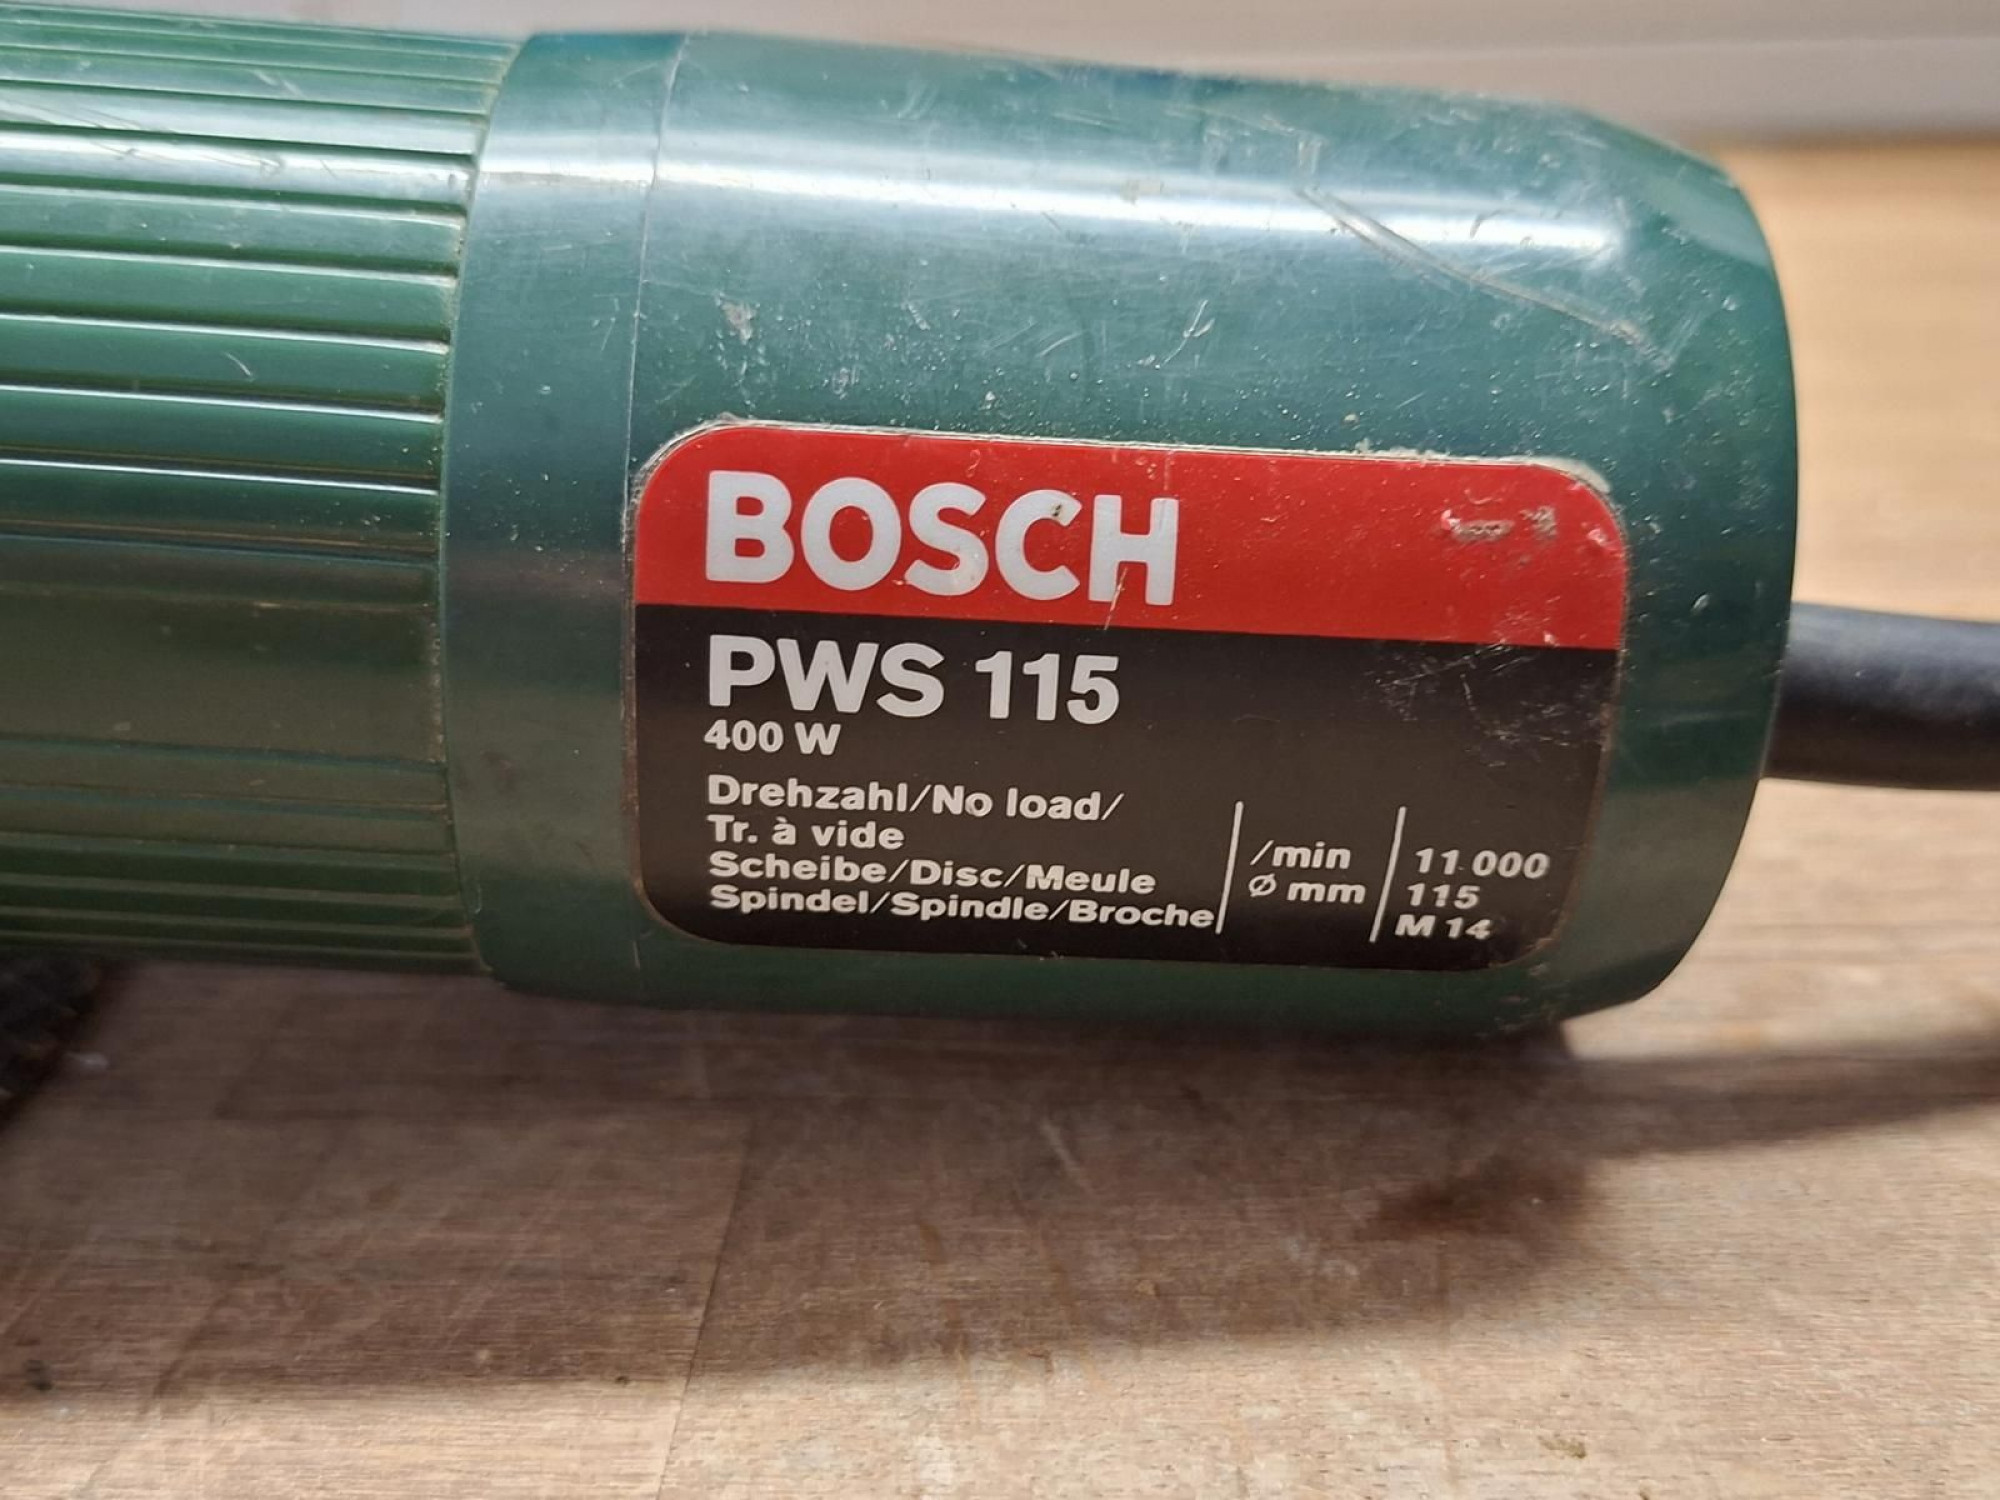 BOSCH
PWS 115
400 W
Drehzahl/No load/
Tr. à vide /min 11 000
Scheibe/Disc/Meule Ø mm 115
Spindel/Spindle/Broche M 14